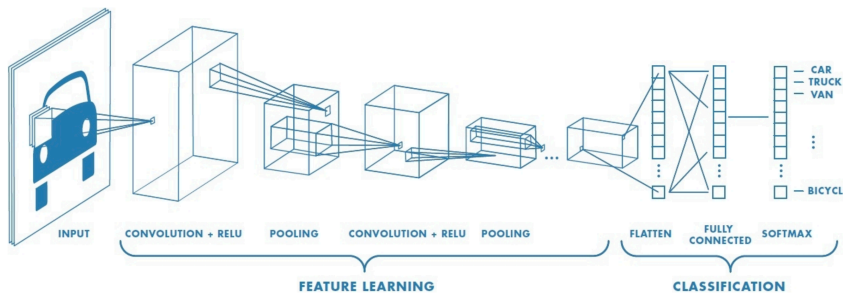 CAR
TRUCK
VAN
BICYCL
INPUT
CONVOLUTION + RELU
POOLING
CONVOLUTION + RELU
POOLING
FLATTEN
FULLY
CONNECTED
SOFTMAX
FEATURE LEARNING
CLASSIFICATION